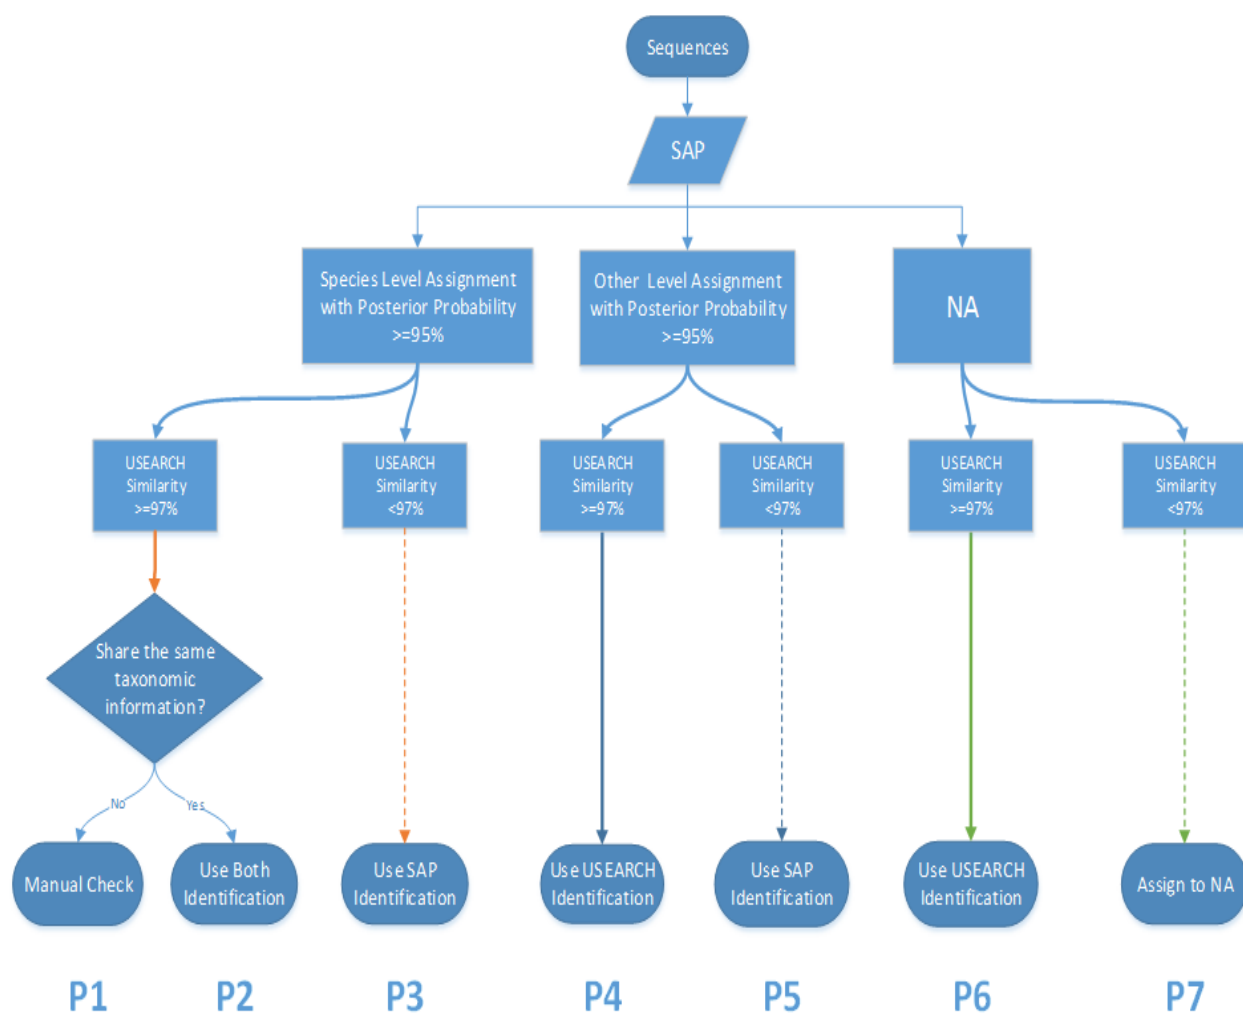 Sequences
SAP
Species Level Assignment
with Posterior Probability
>=95%
Other Level Assignment
with Posterior Probability
>=95%
NA
USEARCH
Similarity
>=97%
USEARCH
Similarity
<97%
USEARCH
Similarity
>=97%
USEARCH
Similarity
<97%
USEARCH
Similarity
>=97%
USEARCH
Similarity
<97%
Share the same
taxonomic
information?
No
Yes
Manual Check
Use Both
Identification
Use SAP
Identification
Use USEARCH
Identification
Use SAP
Identification
Use USEARCH
Identification
Assign to NA
P1
P2
P3
P4
P5
P6
P7